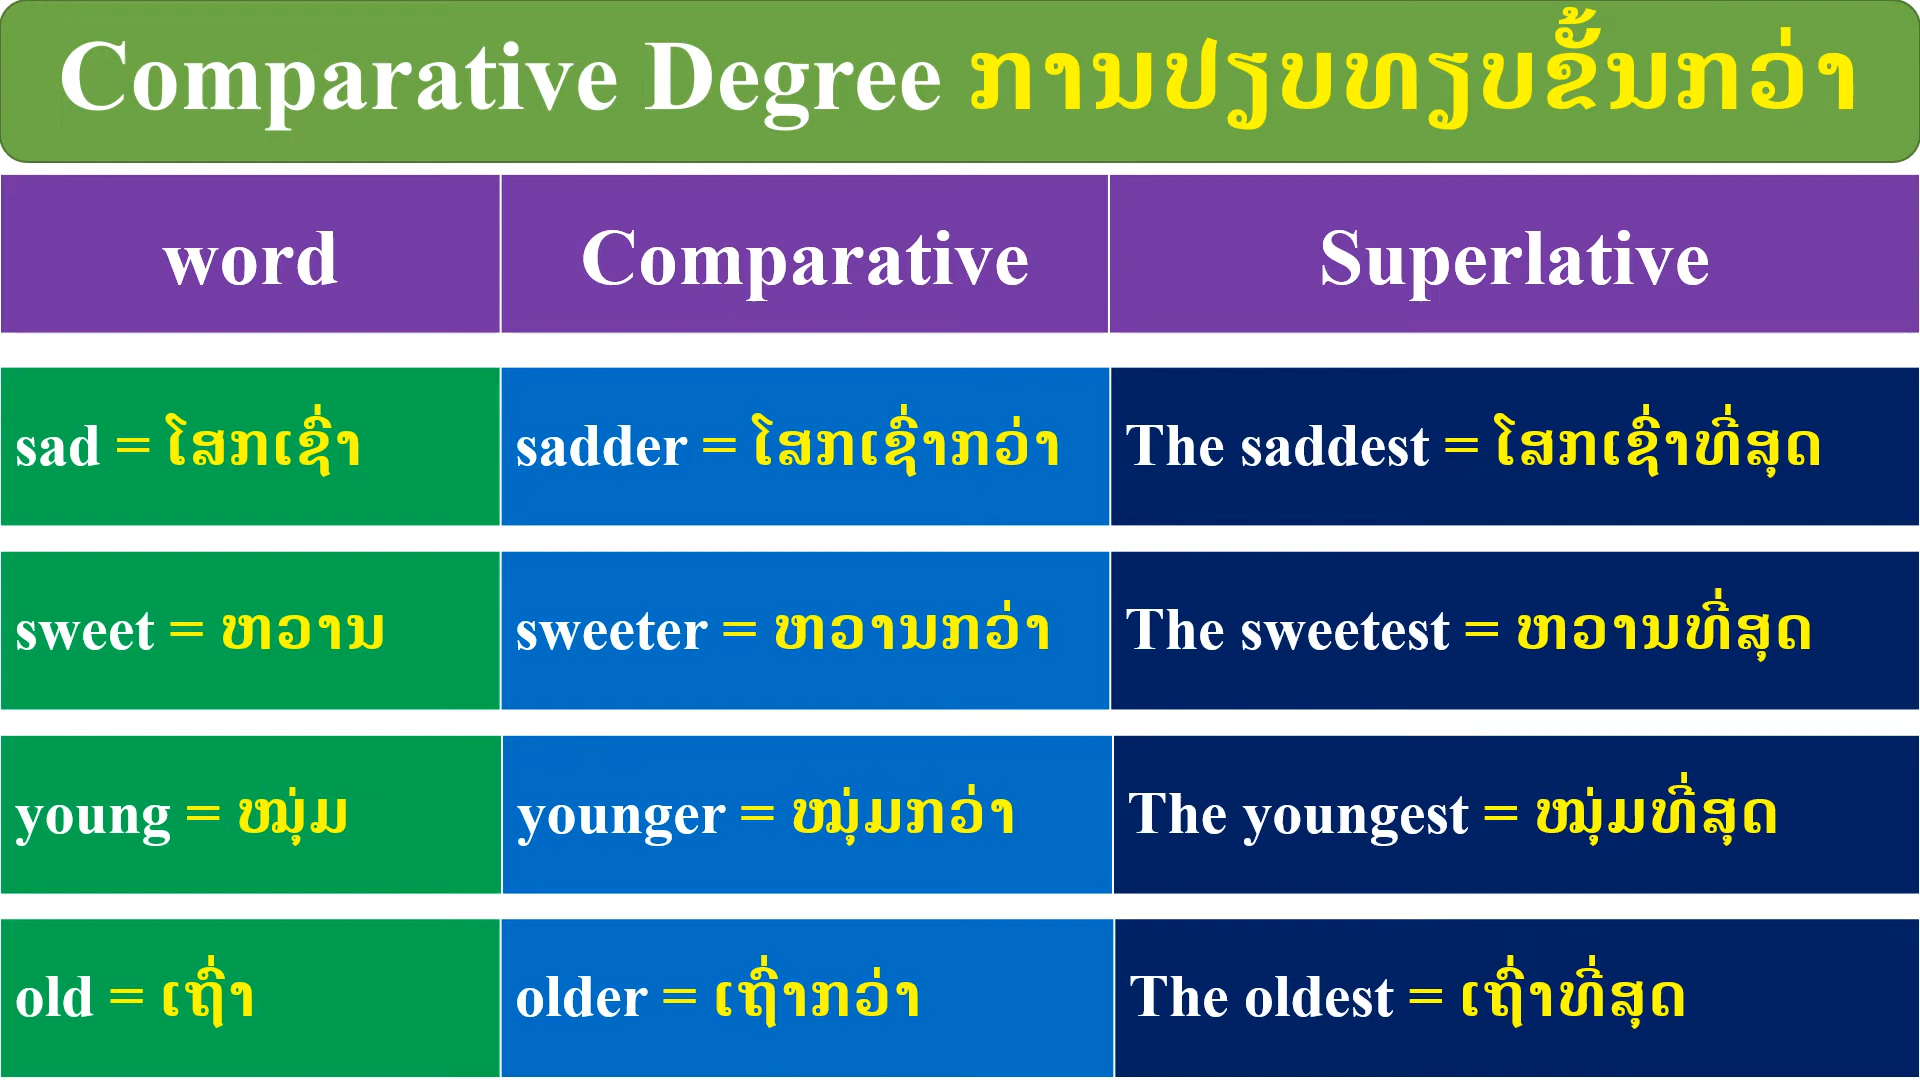 Comparative Degree ການປຽບທຽບຂັ້ນກວ່າ
word Comparative Superlative
sad = ໂສກເຊົ່າ sadder = ໂສກເຊົ່າກວ່າ The saddest = ໂສກເຊົ່າທີ່ສຸດ
sweet = ຫວານ sweeter = ຫວານກວ່າ The sweetest = ຫວານທີ່ສຸດ
young = ໜຸ່ມ younger = ໜຸ່ມກວ່າ The youngest = ໜຸ່ມທີ່ສຸດ
old = ເຖົ່າ older = ເຖົ່າກວ່າ The oldest = ເຖົ່າທີ່ສຸດ